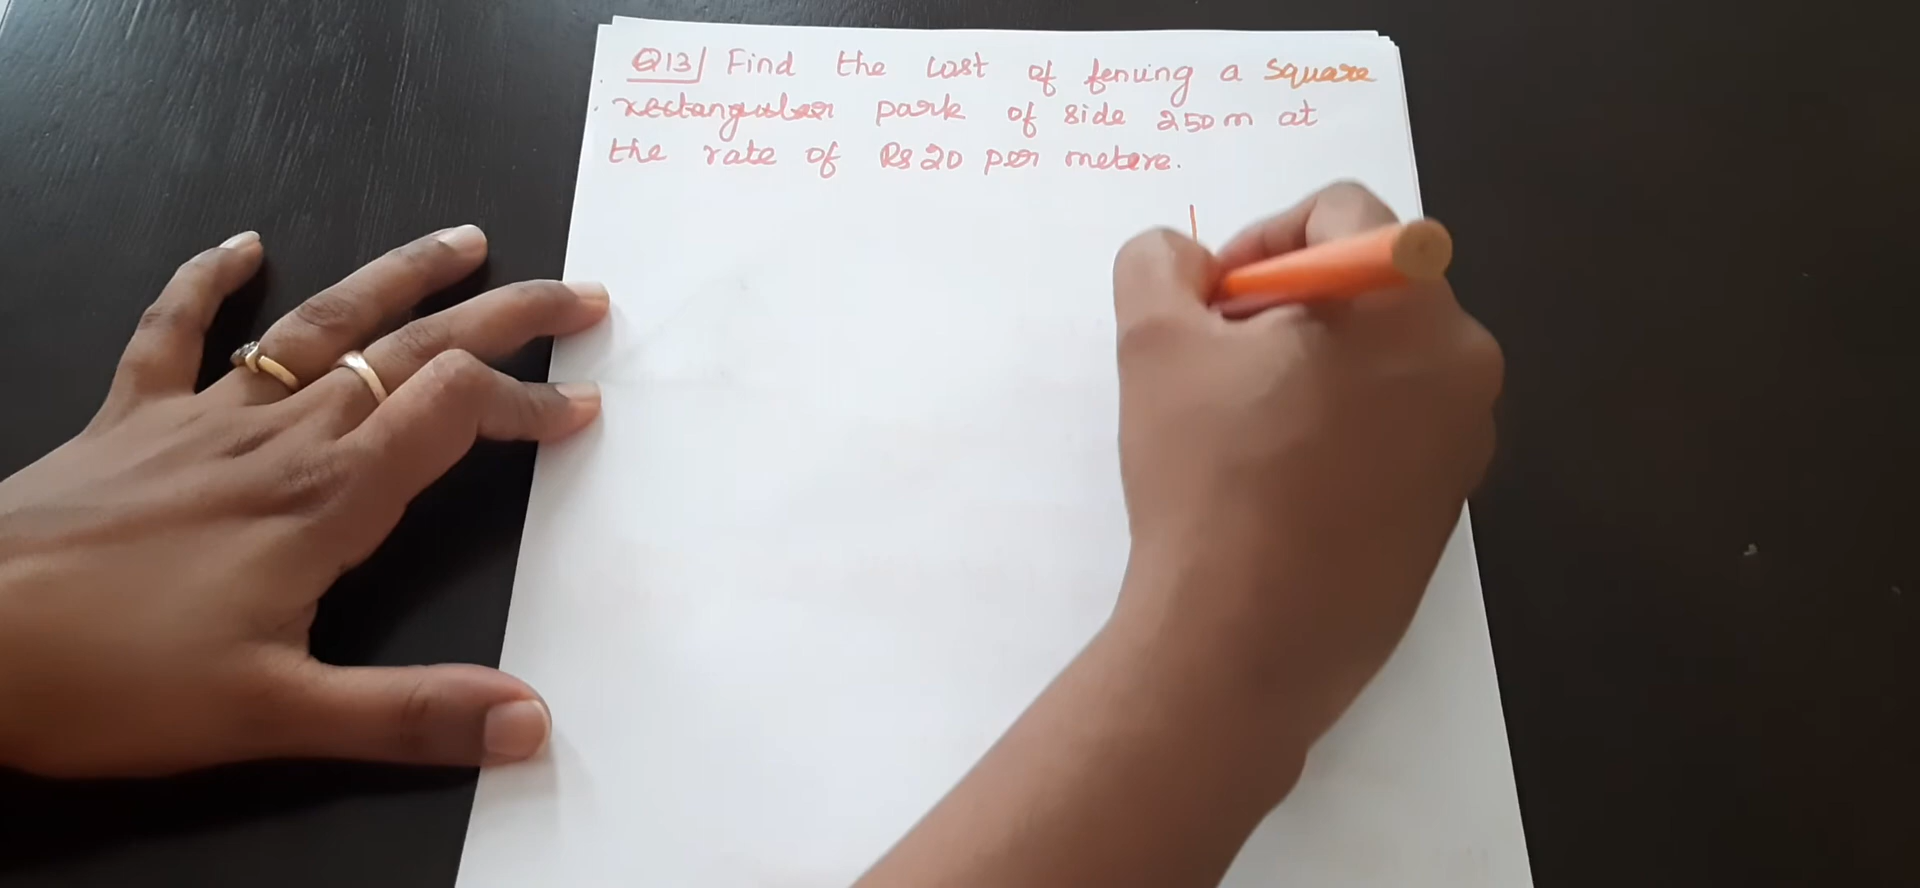 Q13/ Find the cost of fencing a square
rectangular park of side 250 m at
the rate of Rs 20 per metere.